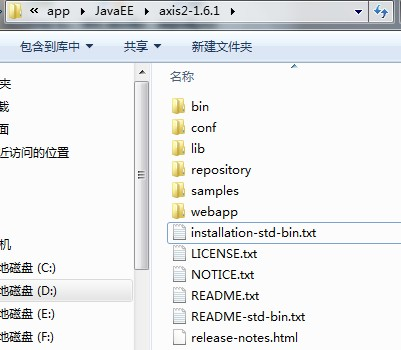 « app ▸ JavaEE ▸ axis2-1.6.1 ▸
包含到库中 共享 新建文件夹
名称
夹
载
面
近访问的位置
机
地磁盘 (C:)
地磁盘 (D:)
地磁盘 (E:)
地磁盘 (F:)
bin
conf
lib
repository
samples
webapp
installation-std-bin.txt
LICENSE.txt
NOTICE.txt
README.txt
README-std-bin.txt
release-notes.html